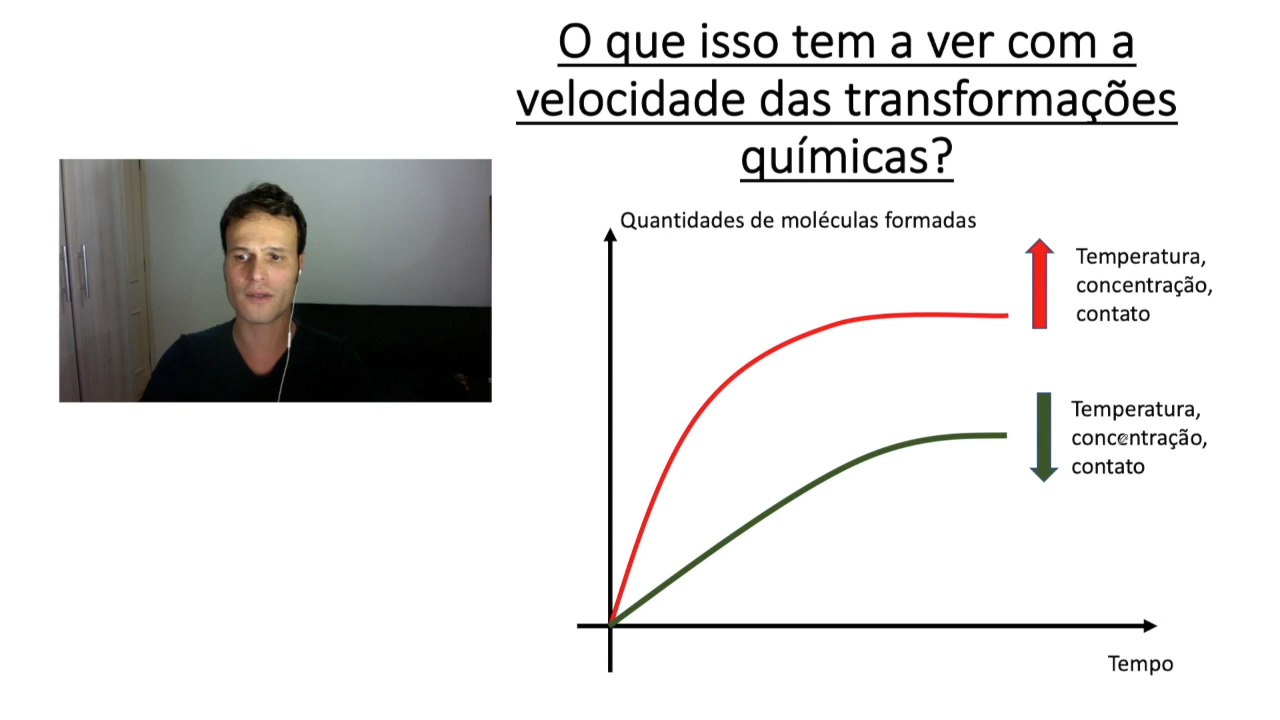 O que isso tem a ver com a
velocidade das transformações
químicas?
Quantidades de moléculas formadas
Temperatura,
concentração,
contato
Temperatura,
concentração,
contato
Tempo